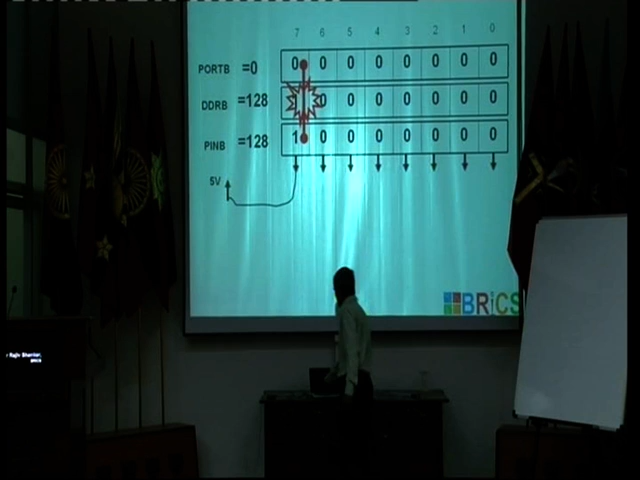 7 6 5 4 3 2 1 0
PORTB =0 0 0 0 0 0 0 0 0
DDRB =128 0 0 0 0 0 0 0
PINB =128 1 0 0 0 0 0 0 0
5V
BRiCS